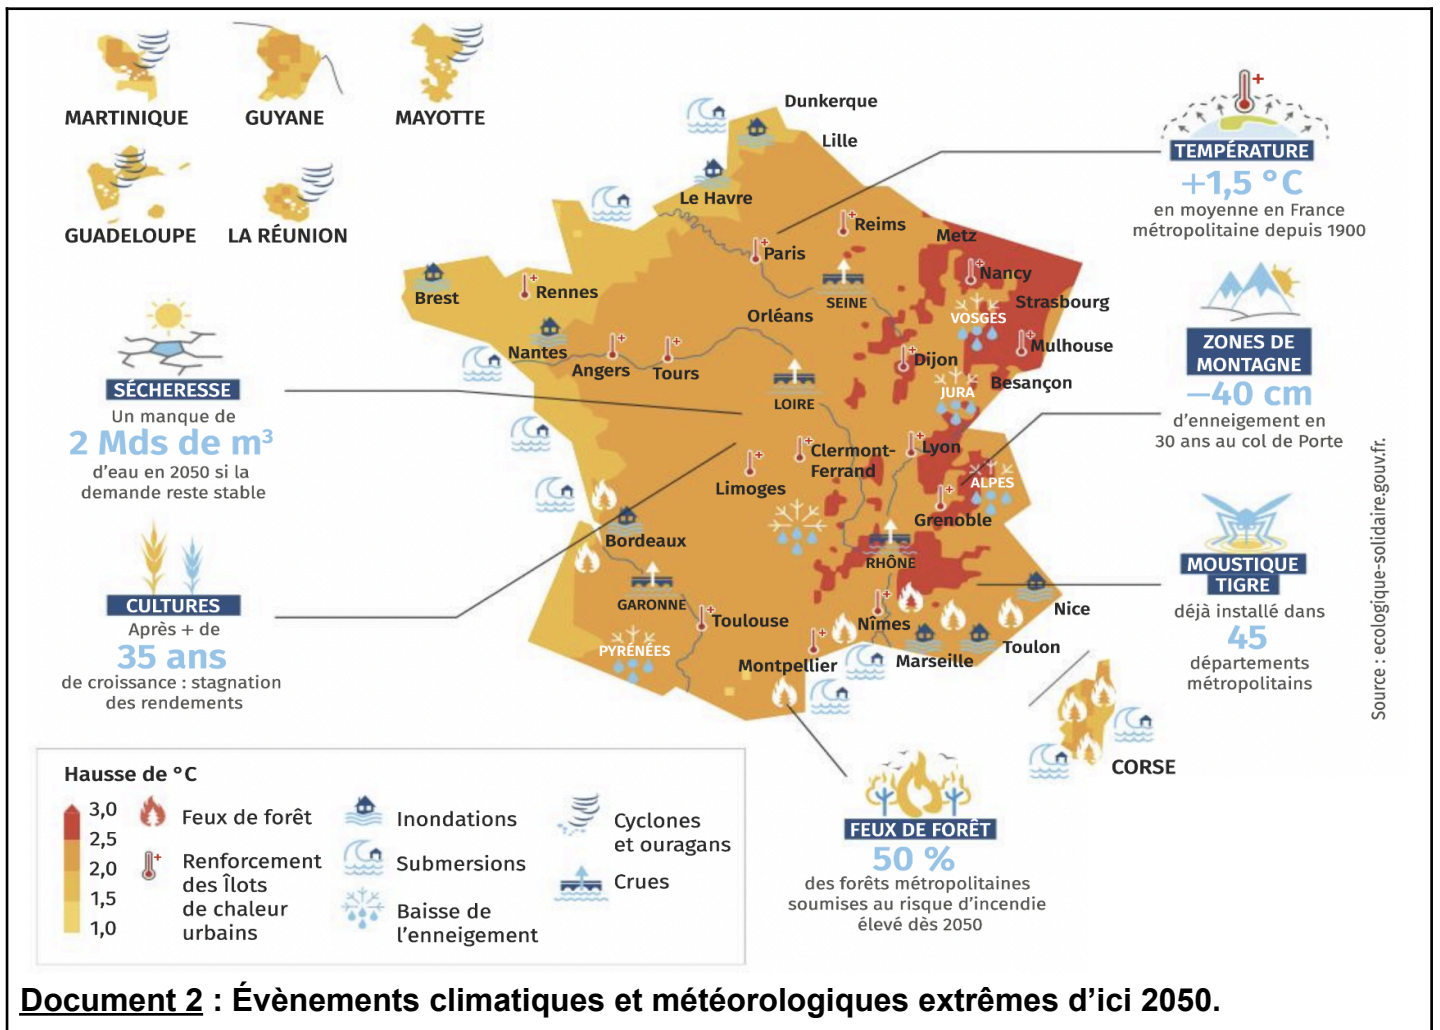 MARTINIQUE
GUYANE
MAYOTTE
GUADELOUPE
LA RÉUNION
Dunkerque
Lille
Le Havre
Reims
Metz
Paris
Nancy
Brest
Rennes
SEINE
Strasbourg
VOSGES
Orléans
Nantes
Mulhouse
Angers
Tours
Dijon
Besançon
JURA
LOIRE
Lyon
Clermont-
Ferrand
Limoges
ALPES
Grenoble
Bordeaux
RHÔNE
GARONNE
Nice
Toulouse
Nîmes
PYRÉNÉES
Toulon
Montpellier
Marseille
CORSE
TEMPÉRATURE
+1,5 °C
en moyenne en France
métropolitaine depuis 1900
ZONES DE
MONTAGNE
–40 cm
d’enneigement en
30 ans au col de Porte
MOUSTIQUE
TIGRE
déjà installé dans
45
départements
métropolitains
SÉCHERESSE
Un manque de
2 Mds de m³
d’eau en 2050 si la
demande reste stable
CULTURES
Après + de
35 ans
de croissance : stagnation
des rendements
FEUX DE FORÊT
50 %
des forêts métropolitaines
soumises au risque d’incendie
élevé dès 2050
Hausse de °C
3,0
2,5
2,0
1,5
1,0
Feux de forêt
Renforcement
des Îlots
de chaleur
urbains
Inondations
Submersions
Baisse de
l’enneigement
Cyclones
et ouragans
Crues
Source : ecologique-solidaire.gouv.fr.
Document 2 : Évènements climatiques et météorologiques extrêmes d’ici 2050.